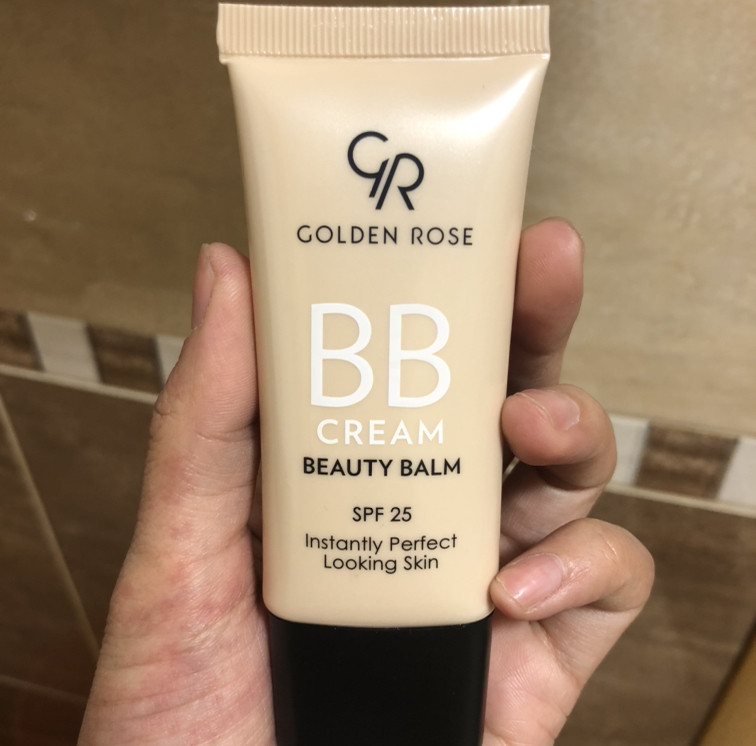 GR
GOLDEN ROSE
BB
CREAM
BEAUTY BALM
SPF 25
Instantly Perfect
Looking Skin